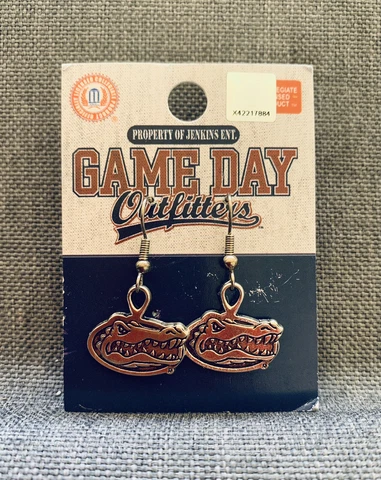 X42217884
PROPERTY OF JENKINS ENT.
GAME DAY
Outfitters